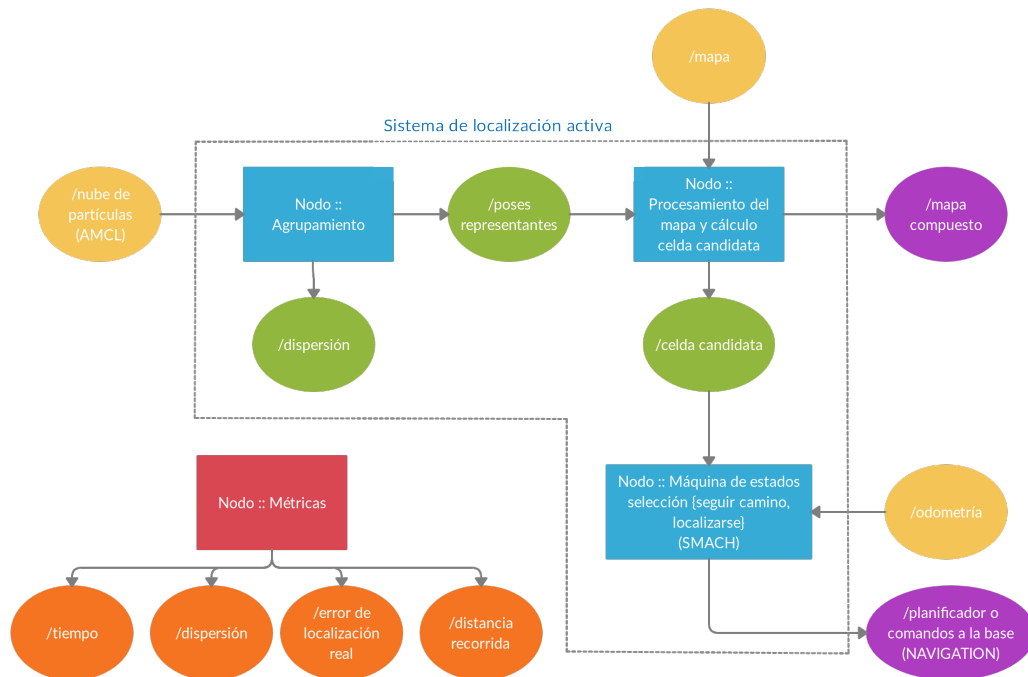 /mapa
Sistema de localización activa
/nube de
partículas
(AMCL)
Nodo ::
Agrupamiento
/poses
representantes
Nodo ::
Procesamiento del
mapa y cálculo
celda candidata
/mapa
compuesto
/dispersión
/celda candidata
Nodo :: Métricas
Nodo :: Máquina de estados
selección {seguir camino,
localizarse}
(SMACH)
/odometría
/tiempo
/dispersión
/error de
localización
real
/distancia
recorrida
/planificador o
comandos a la base
(NAVIGATION)